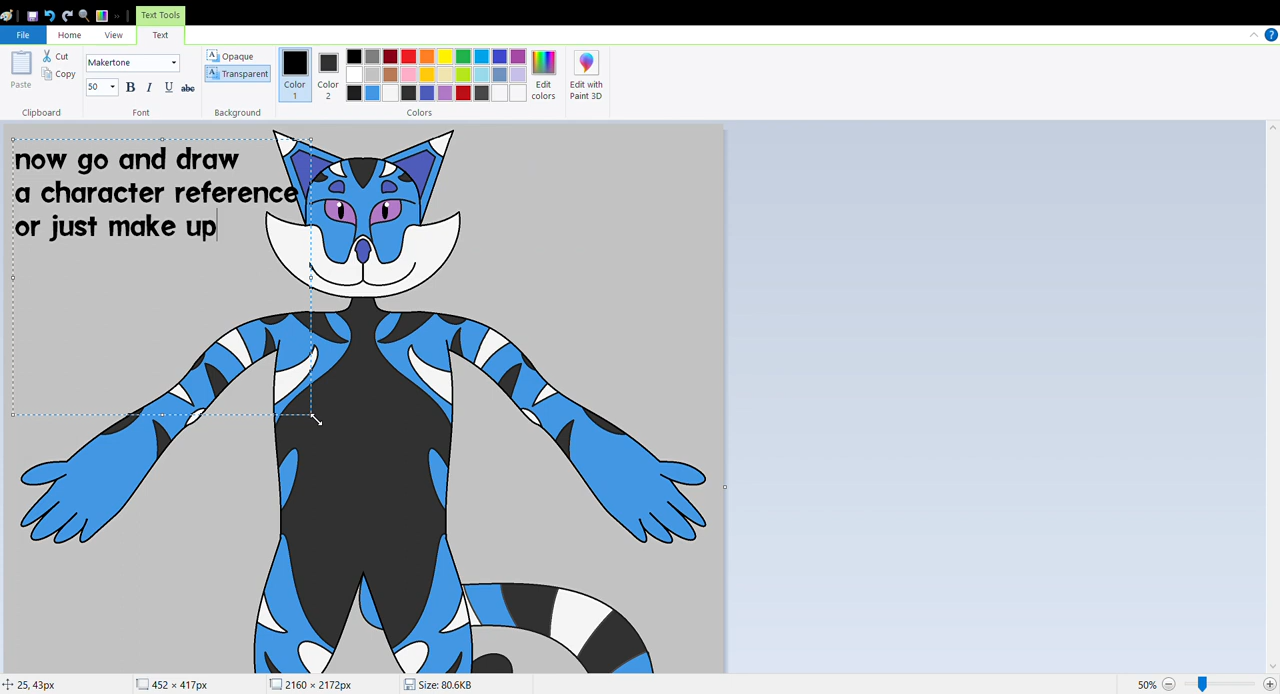 Text Tools
File
Home
View
Text
Paste
Cut
Copy
Clipboard
Makertone
50
B I U abc
Font
Opaque
Transparent
Background
Color 1
Color 2
Edit colors
Colors
Edit with Paint 3D
now go and draw
a character reference
or just make up
25, 43px
452 × 417px
2160 × 2172px
Size: 80.6KB
50%